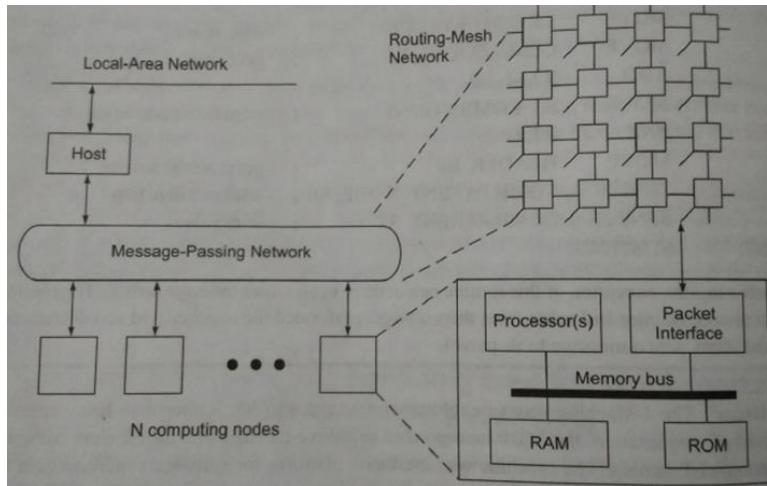 Routing-Mesh
Network
Local-Area Network
Host
Message-Passing Network
Processor(s)
Packet
Interface
Memory bus
RAM
ROM
N computing nodes